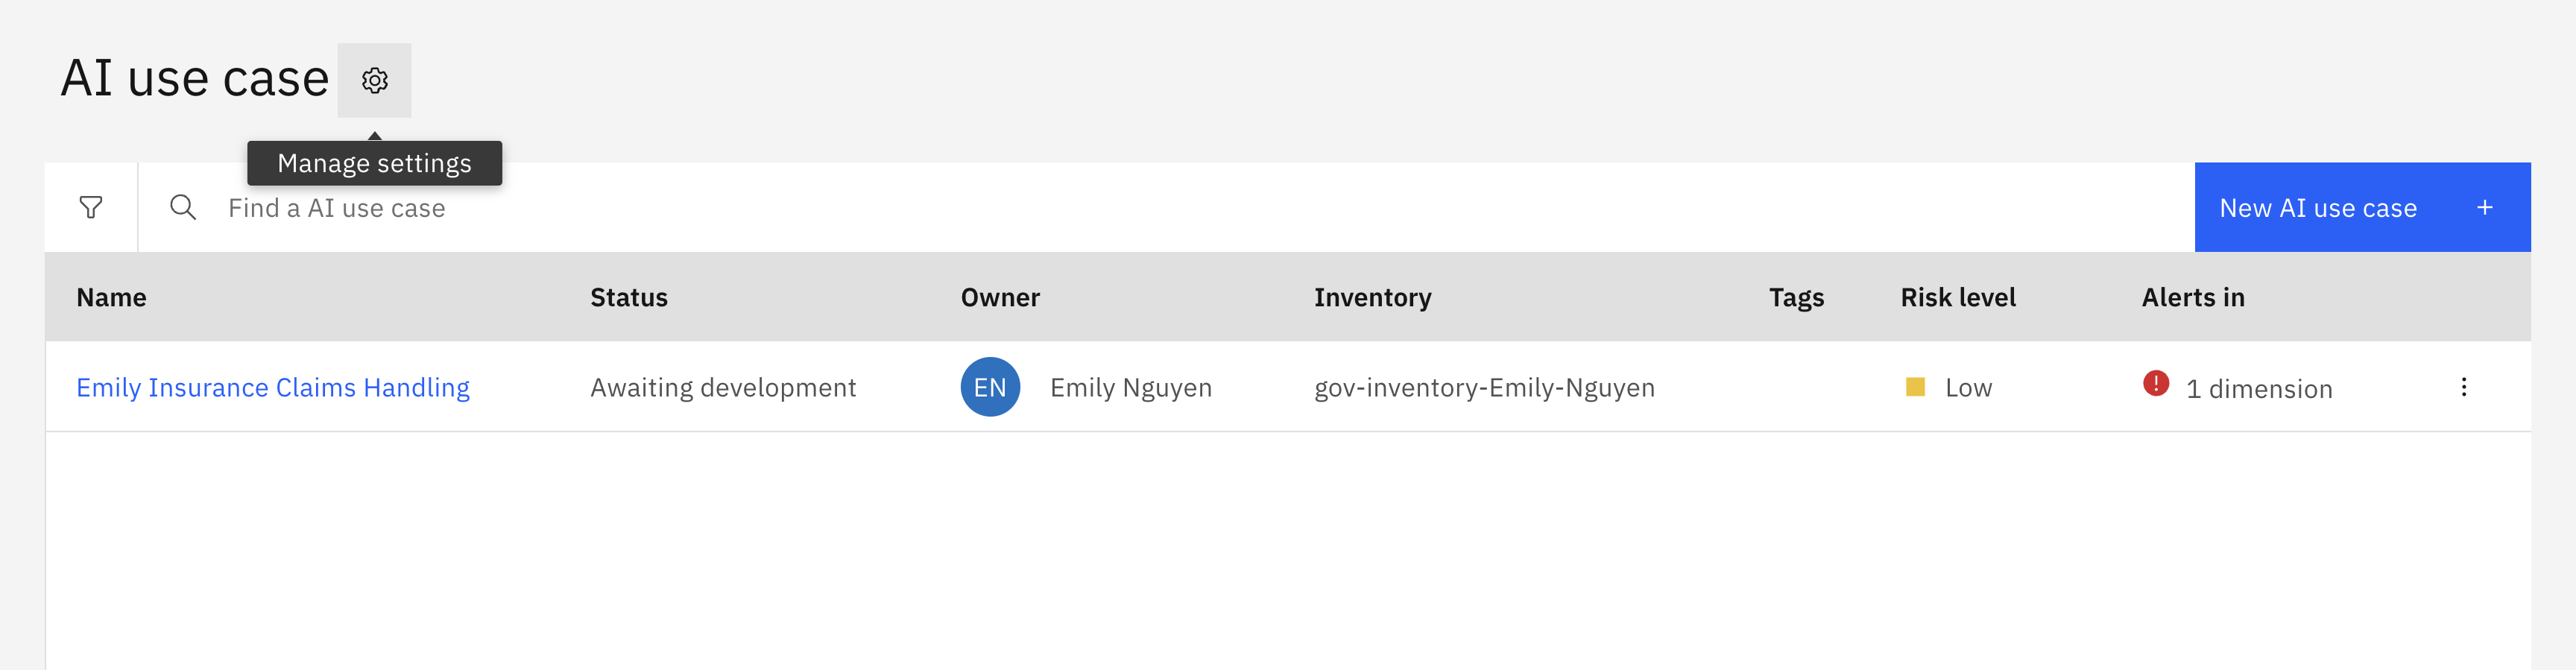 AI use case
Manage settings
Find a AI use case
New AI use case +
Name Status Owner Inventory Tags Risk level Alerts in
Emily Insurance Claims Handling Awaiting development EN Emily Nguyen gov-inventory-Emily-Nguyen Low 1 dimension